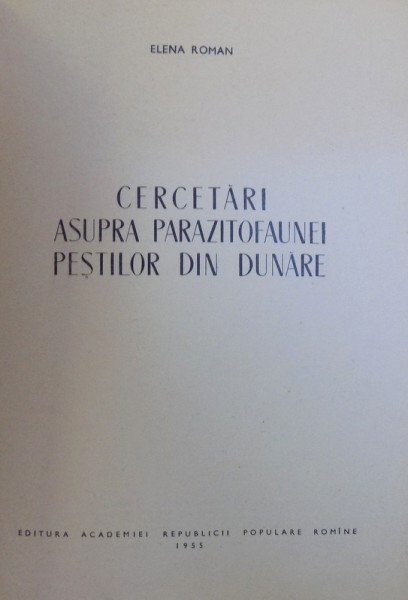 ELENA ROMAN
CERCETĂRI
ASUPRA PARAZITOFAUNEI
PEȘTILOR DIN DUNĂRE
EDITURA ACADEMIEI REPUBLICII POPULARE ROMÎNE
1955